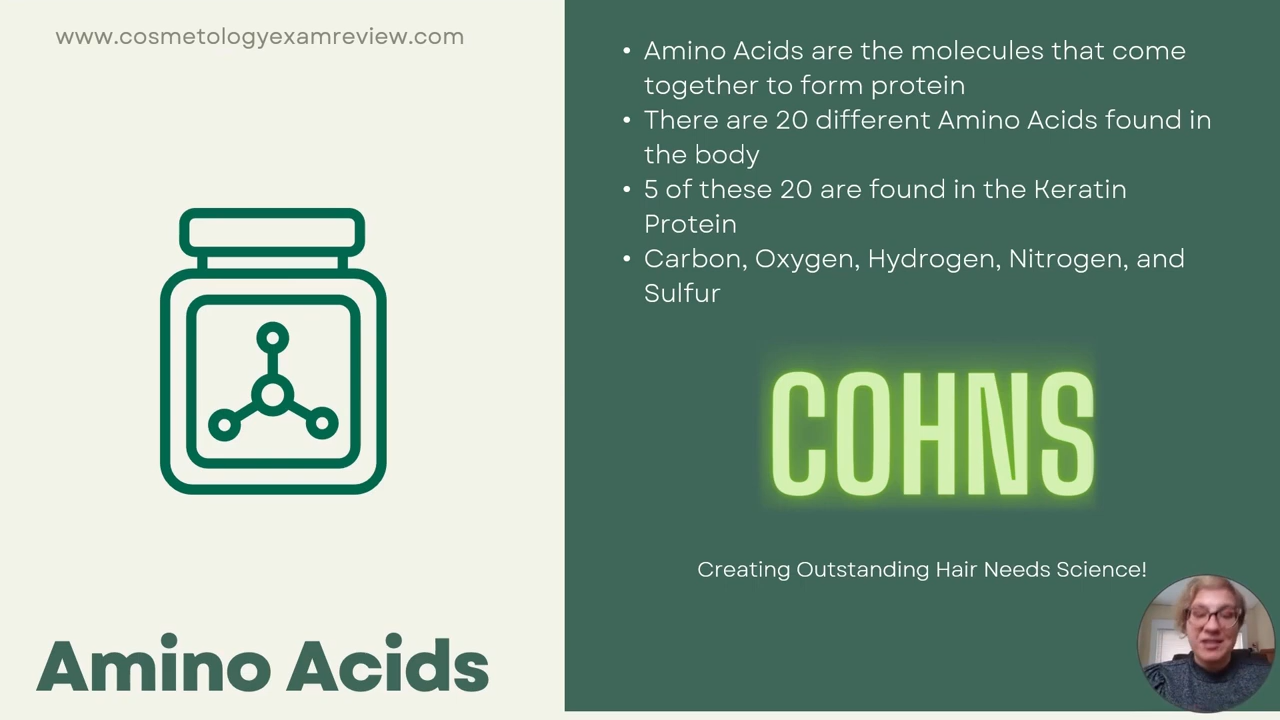 www.cosmetologyexamreview.com
• Amino Acids are the molecules that come
together to form protein
• There are 20 different Amino Acids found in
the body
• 5 of these 20 are found in the Keratin
Protein
• Carbon, Oxygen, Hydrogen, Nitrogen, and
Sulfur
COHNS
Creating Outstanding Hair Needs Science!
Amino Acids